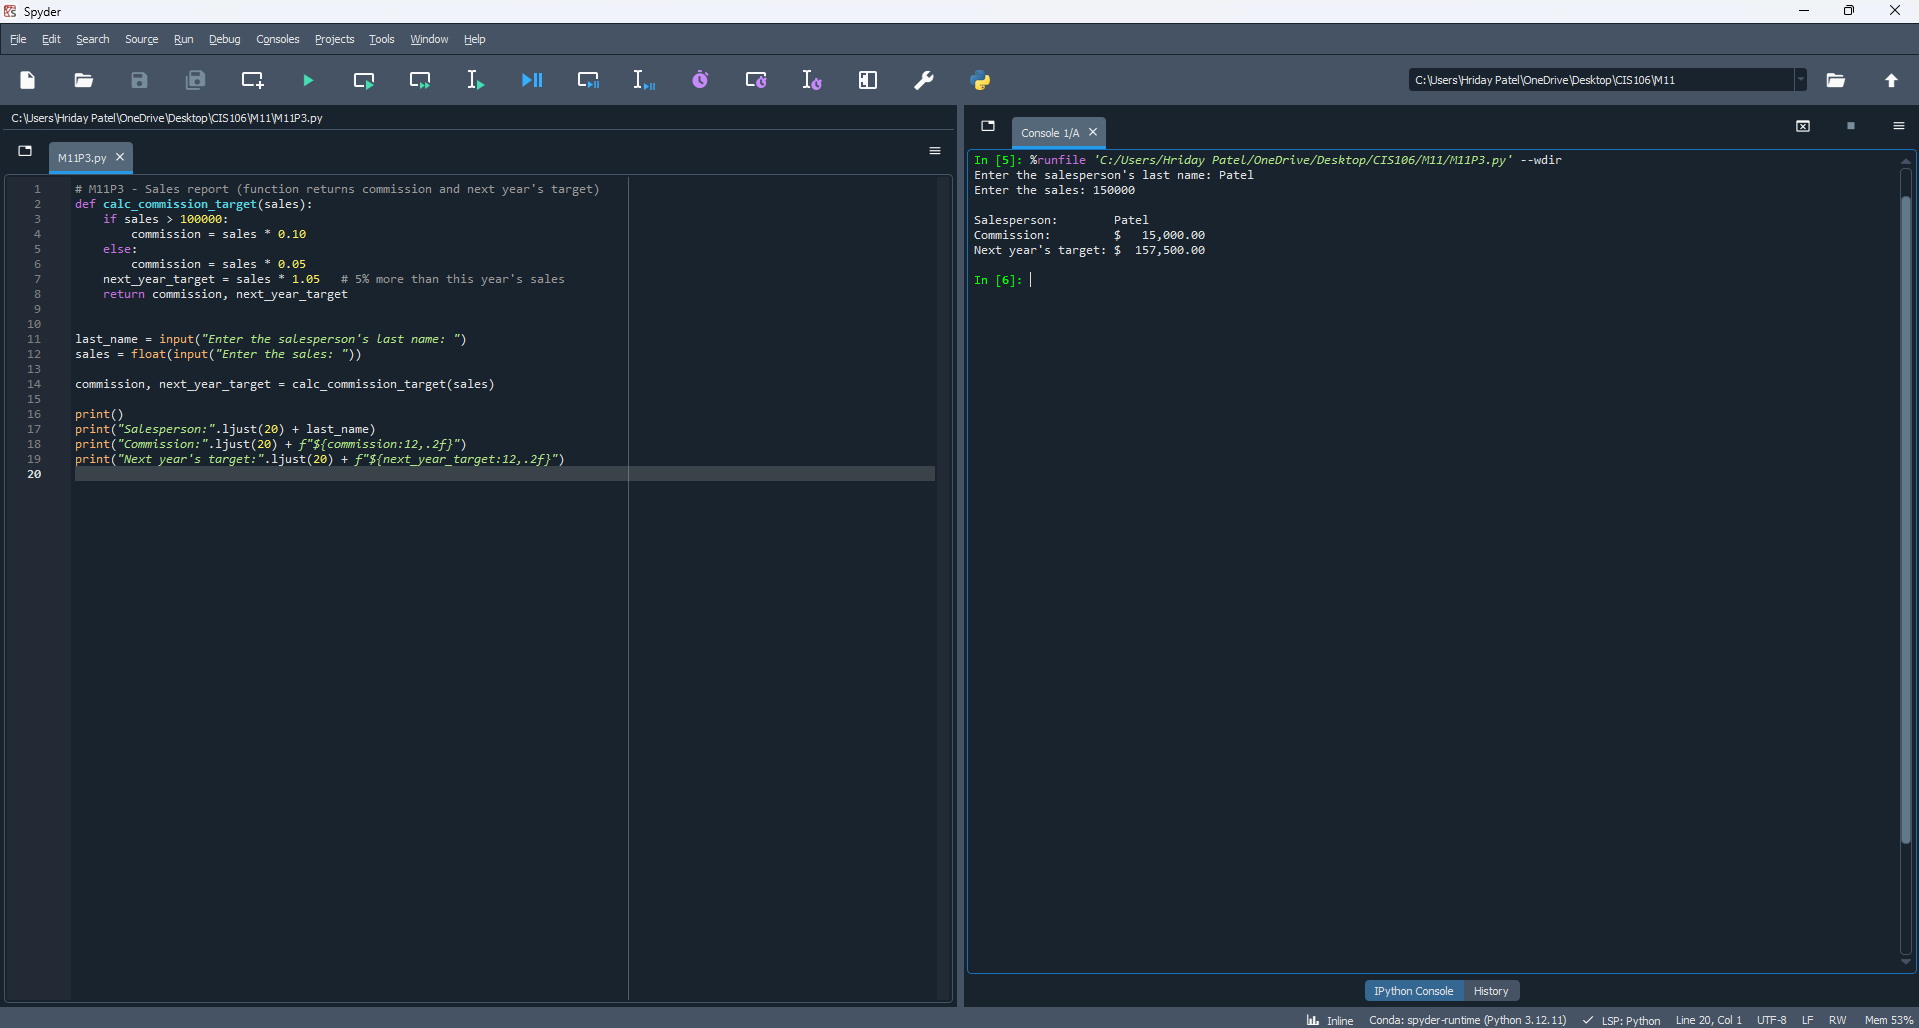 Spyder
File Edit Search Source Run Debug Consoles Projects Tools Window Help
C:\Users\Hriday Patel\OneDrive\Desktop\CIS106\M11
C:\Users\Hriday Patel\OneDrive\Desktop\CIS106\M11\M11P3.py
M11P3.py
1 # M11P3 - Sales report (function returns commission and next year's target)
2 def calc_commission_target(sales):
3     if sales > 100000:
4         commission = sales * 0.10
5     else:
6         commission = sales * 0.05
7     next_year_target = sales * 1.05   # 5% more than this year's sales
8     return commission, next_year_target
9
10
11 last_name = input("Enter the salesperson's last name: ")
12 sales = float(input("Enter the sales: "))
13
14 commission, next_year_target = calc_commission_target(sales)
15
16 print()
17 print("Salesperson:".ljust(20) + last_name)
18 print("Commission:".ljust(20) + f"${commission:12,.2f}")
19 print("Next year's target:".ljust(20) + f"${next_year_target:12,.2f}")
20
Console 1/A
In [5]: %runfile 'C:/Users/Hriday Patel/OneDrive/Desktop/CIS106/M11/M11P3.py' --wdir
Enter the salesperson's last name: Patel
Enter the sales: 150000
Salesperson:        Patel
Commission:         $   15,000.00
Next year's target: $  157,500.00
In [6]:
IPython Console History
Inline Conda: spyder-runtime (Python 3.12.11) LSP: Python Line 20, Col 1 UTF-8 LF RW Mem 53%